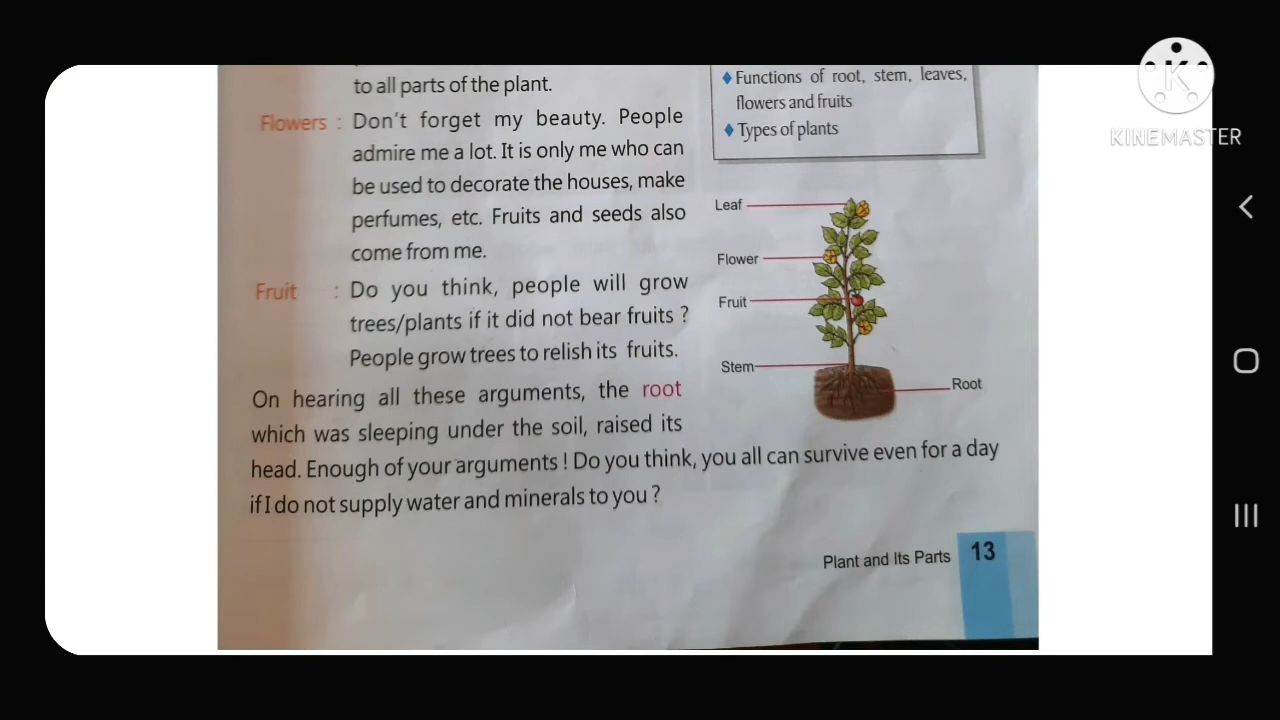 to all parts of the plant.
Flowers : Don't forget my beauty. People
admire me a lot. It is only me who can
be used to decorate the houses, make
perfumes, etc. Fruits and seeds also
come from me.
Fruit : Do you think, people will grow
trees/plants if it did not bear fruits ?
People grow trees to relish its fruits.
On hearing all these arguments, the root
which was sleeping under the soil, raised its
head. Enough of your arguments ! Do you think, you all can survive even for a day
if I do not supply water and minerals to you ?
♦ Functions of root, stem, leaves,
flowers and fruits
♦ Types of plants
Leaf
Flower
Fruit
Stem
Root
Plant and Its Parts 13
K
KINEMASTER